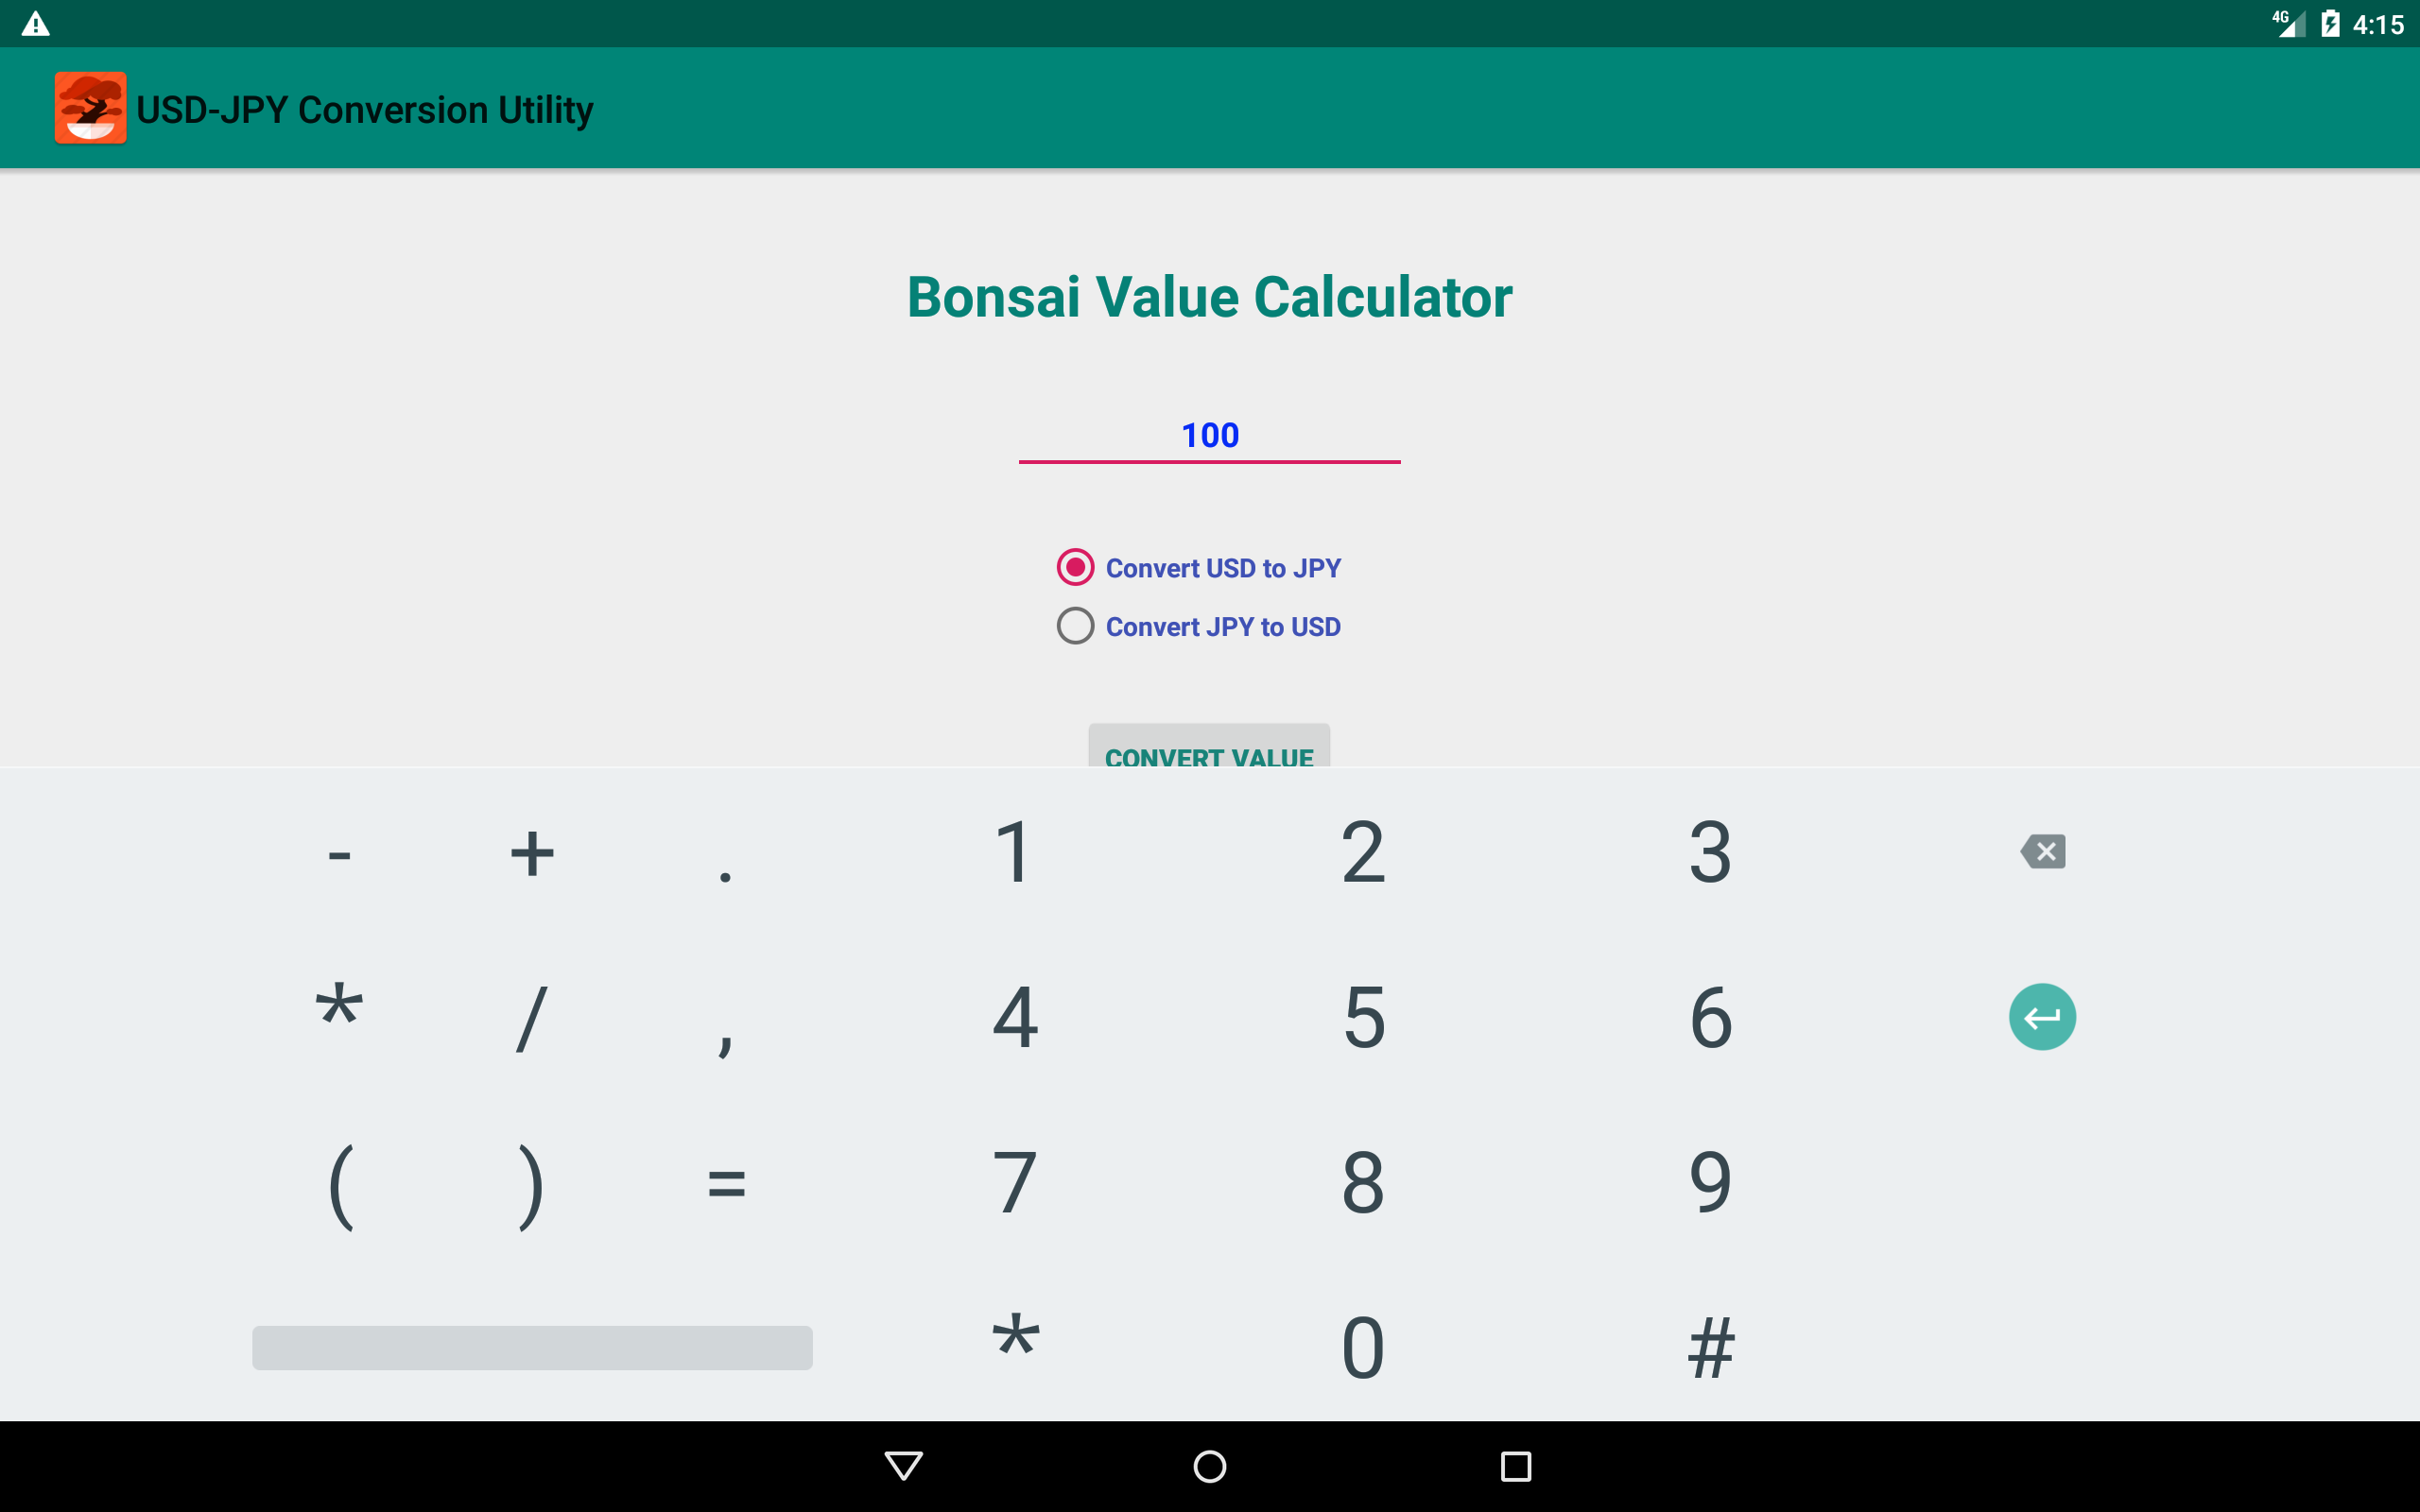 4G 4:15
USD-JPY Conversion Utility
Bonsai Value Calculator
100
Convert USD to JPY
Convert JPY to USD
CONVERT VALUE
- + . 1 2 3
* / , 4 5 6
( ) = 7 8 9
* 0 #